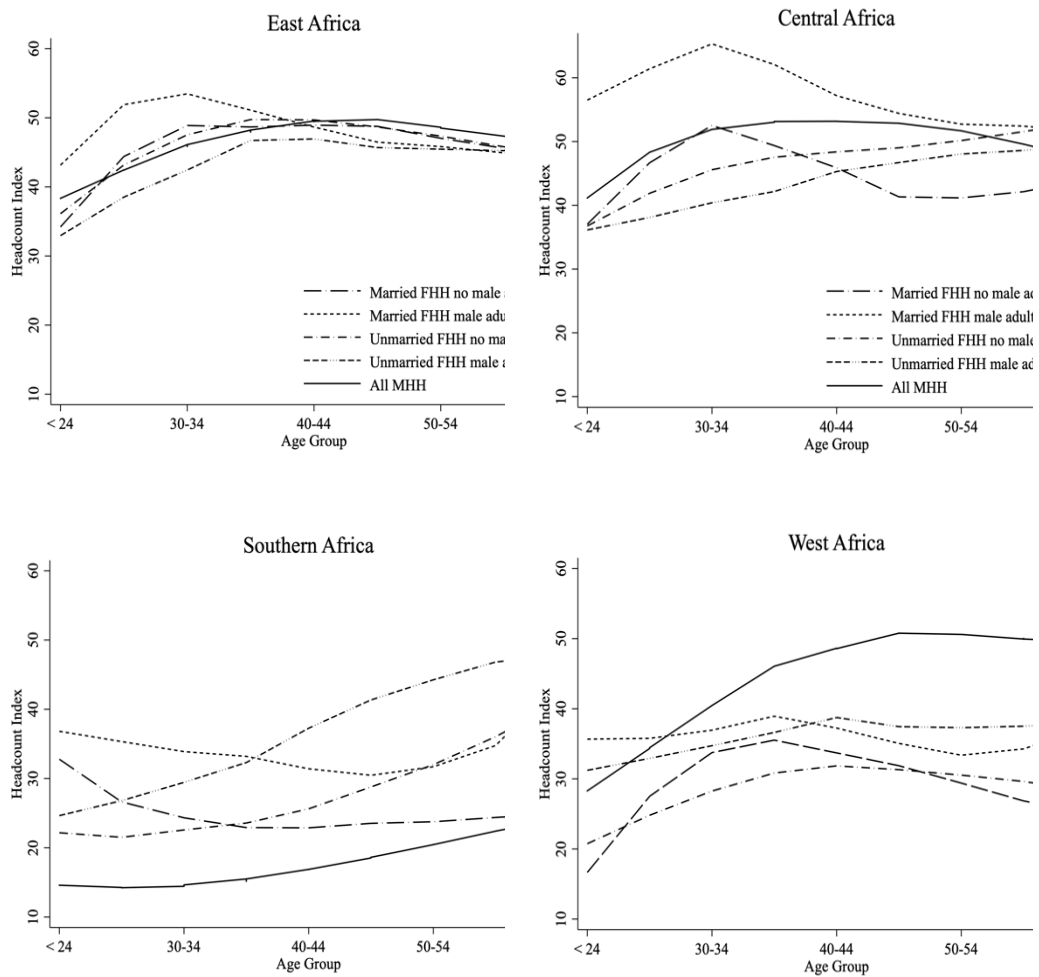 East Africa
Headcount Index
60
50
40
30
20
10
Married FHH no male
Married FHH male adu
Unmarried FHH no ma
Unmarried FHH male a
All MHH
< 24
30-34
40-44
50-54
Age Group
Central Africa
Headcount Index
60
50
40
30
20
10
Married FHH no male ad
Married FHH male adult
Unmarried FHH no male
Unmarried FHH male ad
All MHH
< 24
30-34
40-44
50-54
Age Group
Southern Africa
Headcount Index
60
50
40
30
20
10
< 24
30-34
40-44
50-54
Age Group
West Africa
Headcount Index
60
50
40
30
20
10
< 24
30-34
40-44
50-54
Age Group